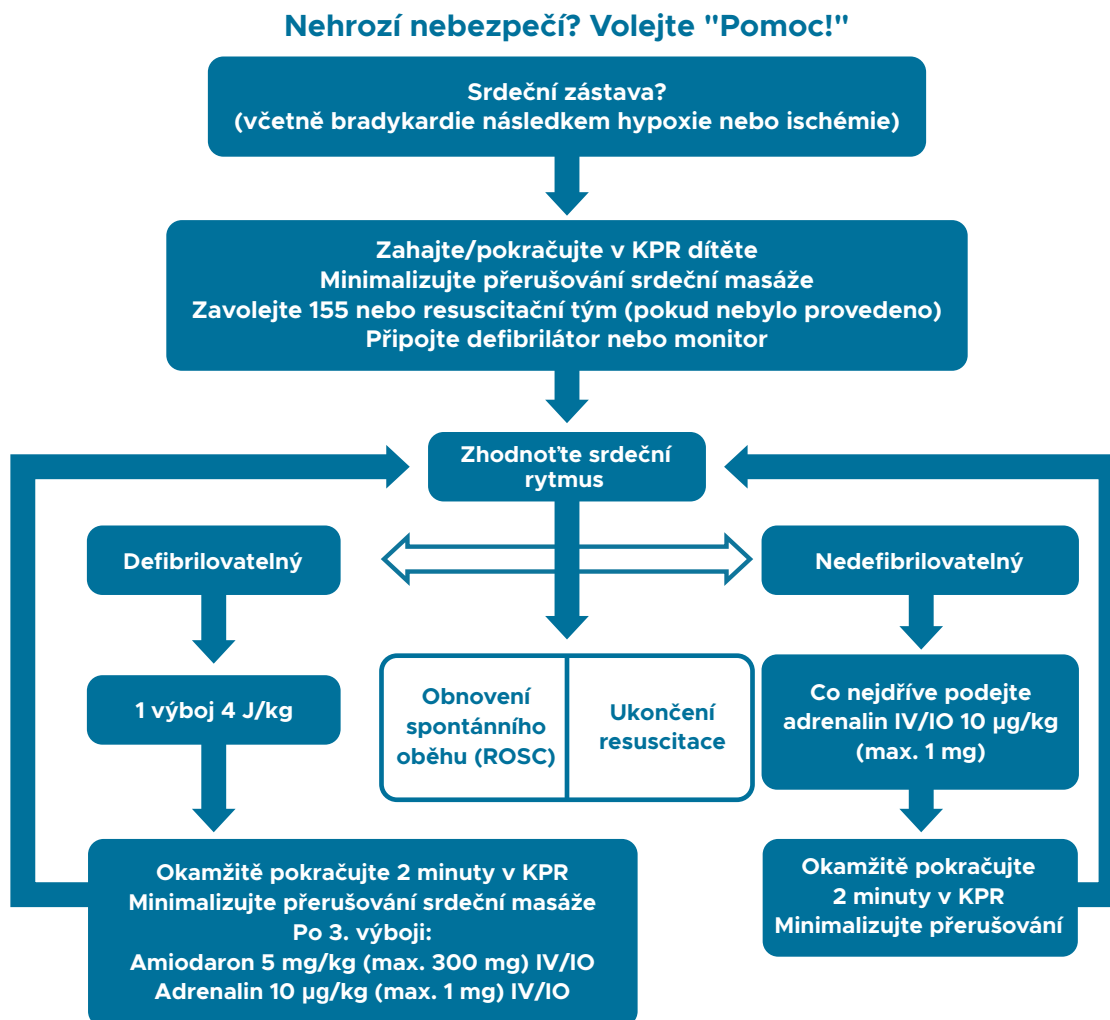 Nehrozí nebezpečí? Volejte "Pomoc!"
Srdeční zástava?
(včetně bradykardie následkem hypoxie nebo ischémie)
Zahajte/pokračujte v KPR dítěte
Minimalizujte přerušování srdeční masáže
Zavolejte 155 nebo resuscitační tým (pokud nebylo provedeno)
Připojte defibrilátor nebo monitor
Zhodnoťte srdeční
rytmus
Defibrilovatelný
Nedefibrilovatelný
1 výboj 4 J/kg
Obnovení
spontánního
oběhu (ROSC)
Ukončení
resuscitace
Co nejdříve podejte
adrenalin IV/IO 10 µg/kg
(max. 1 mg)
Okamžitě pokračujte 2 minuty v KPR
Minimalizujte přerušování srdeční masáže
Po 3. výboji:
Amiodaron 5 mg/kg (max. 300 mg) IV/IO
Adrenalin 10 µg/kg (max. 1 mg) IV/IO
Okamžitě pokračujte
2 minuty v KPR
Minimalizujte přerušování